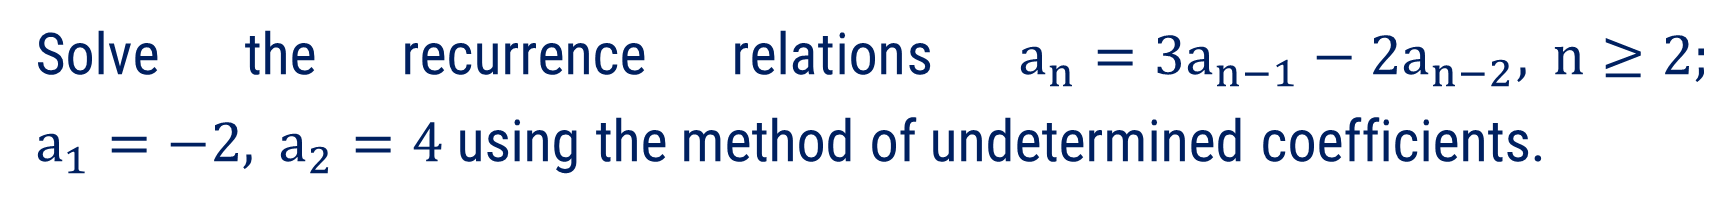 Solve the recurrence relations aₙ = 3aₙ₋₁ − 2aₙ₋₂, n ≥ 2;
a₁ = −2, a₂ = 4 using the method of undetermined coefficients.